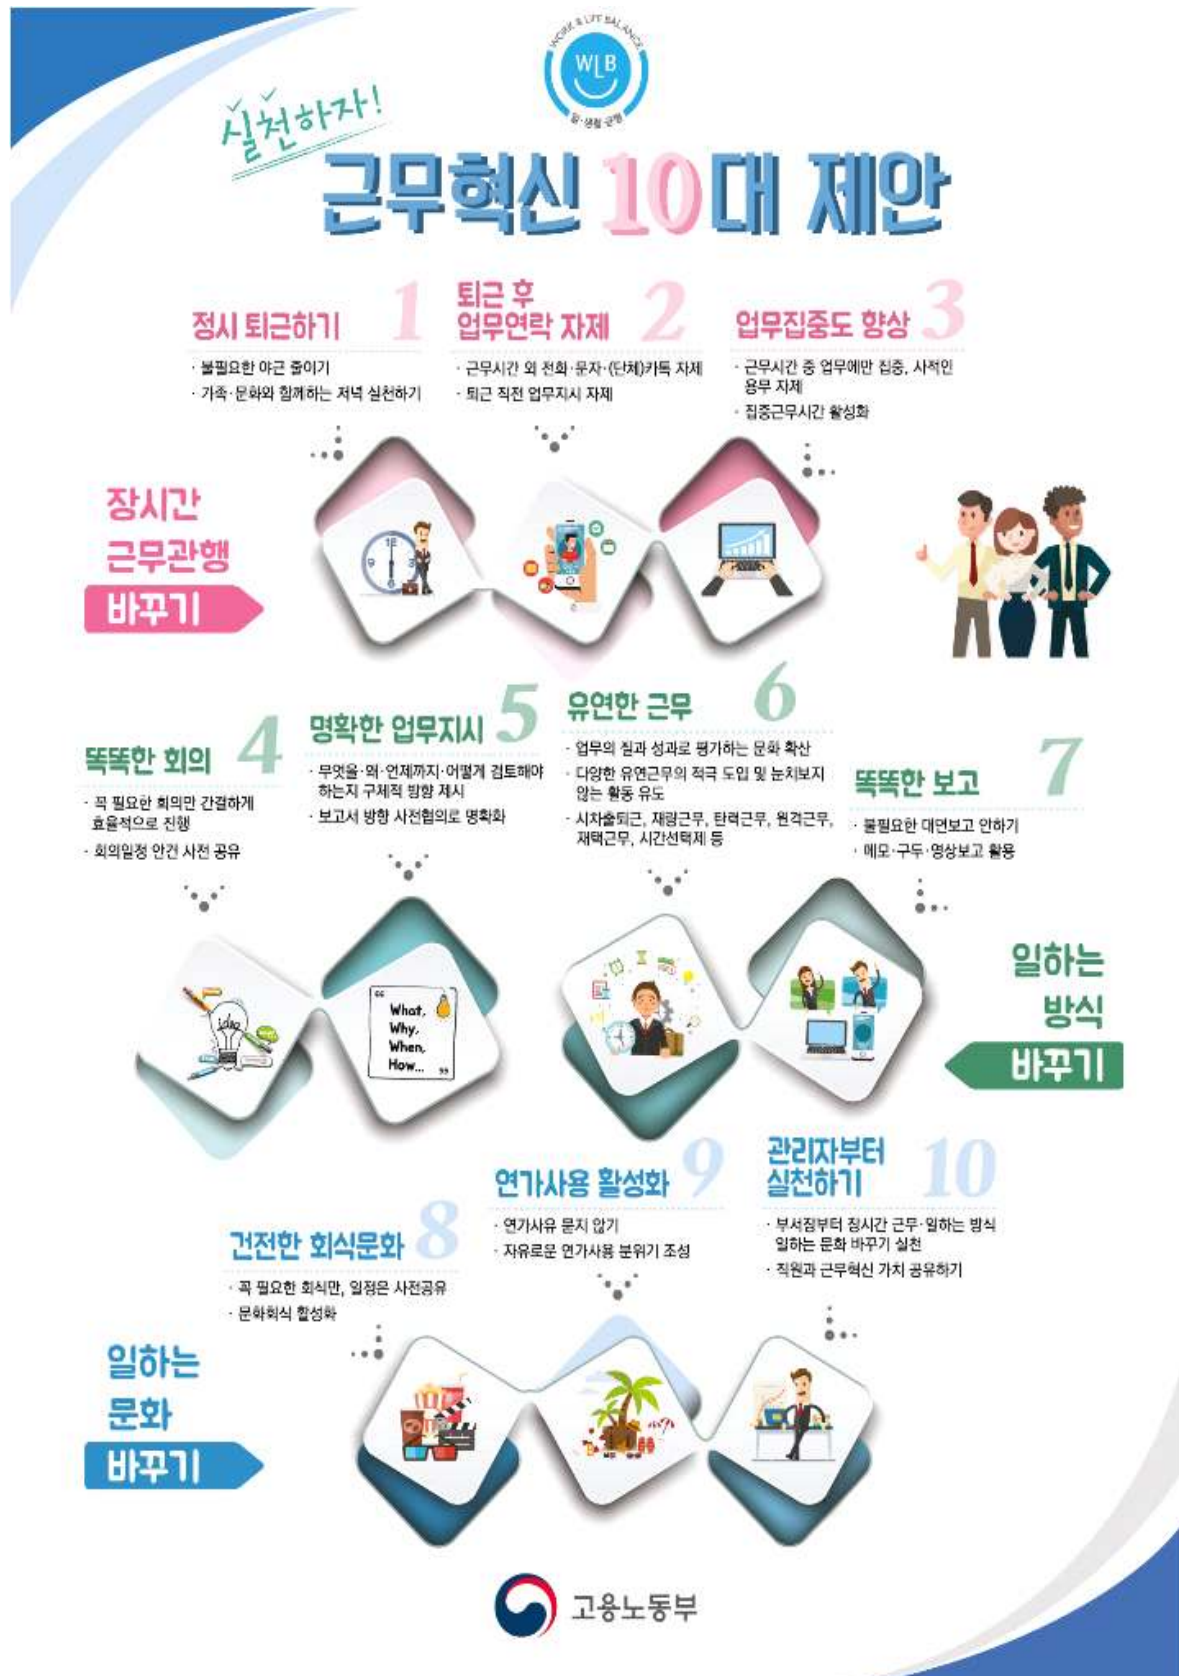 WORK & LIFE BALANCE
WLB
일·생활 균형
실천하자!
근무혁신 10대 제안
1
정시 퇴근하기
· 불필요한 야근 줄이기
· 가족·문화와 함께하는 저녁 실천하기
2
퇴근 후
업무연락 자제
· 근무시간 외 전화·문자·(단체)카톡 자제
· 퇴근 직전 업무지시 자제
3
업무집중도 향상
· 근무시간 중 업무에만 집중, 사적인
용무 자제
· 집중근무시간 활성화
장시간
근무관행
바꾸기
12
9
3
4
똑똑한 회의
· 꼭 필요한 회의만 간결하게
효율적으로 진행
· 회의일정 안건 사전 공유
5
명확한 업무지시
· 무엇을·왜·언제까지·어떻게 검토해야
하는지 구체적 방향 제시
· 보고서 방향 사전협의로 명확화
6
유연한 근무
· 업무의 질과 성과로 평가하는 문화 확산
· 다양한 유연근무의 적극 도입 및 눈치보지
않는 활동 유도
· 시차출퇴근, 재량근무, 탄력근무, 원격근무,
재택근무, 시간선택제 등
7
똑똑한 보고
· 불필요한 대면보고 안하기
· 메모·구두·영상보고 활용
idea
“
What,
Why,
When,
How...
”
일하는
방식
바꾸기
8
건전한 회식문화
· 꼭 필요한 회식만, 일정은 사전공유
· 문화회식 활성화
9
연가사용 활성화
· 연가사유 묻지 않기
· 자유로운 연가사용 분위기 조성
10
관리자부터
실천하기
· 부서장부터 장시간 근무·일하는 방식
일하는 문화 바꾸기 실천
· 직원과 근무혁신 가치 공유하기
일하는
문화
바꾸기
고용노동부